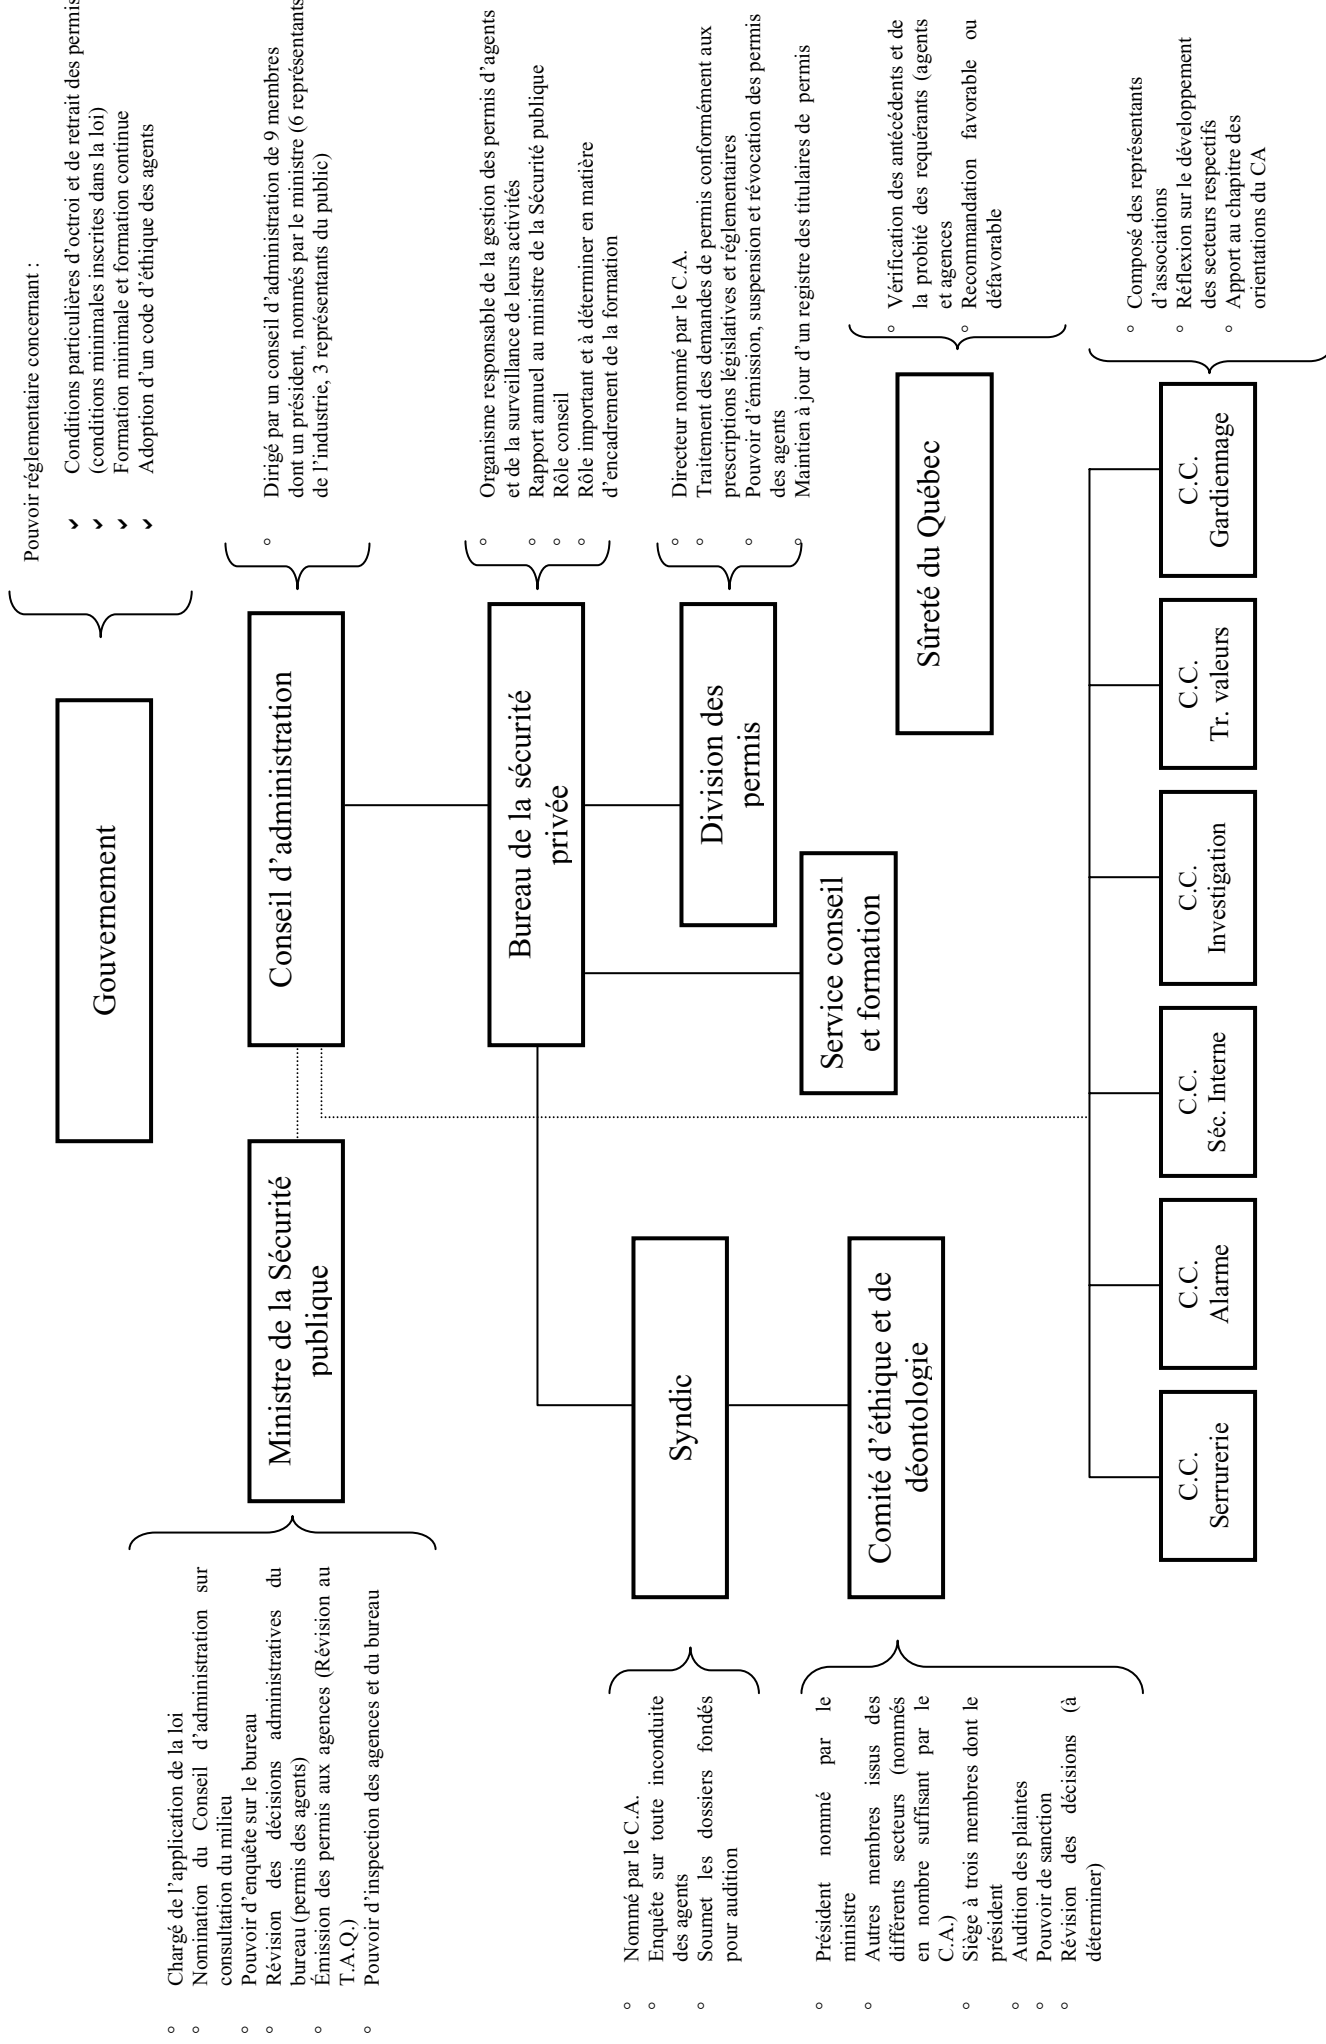 Pouvoir réglementaire concernant :
✔ Conditions particulières d'octroi et de retrait des permis
✔ (conditions minimales inscrites dans la loi)
✔ Formation minimale et formation continue
✔ Adoption d'un code d'éthique des agents
Gouvernement
° Chargé de l'application de la loi
° Nomination du Conseil d'administration sur
consultation du milieu
° Pouvoir d'enquête sur le bureau
° Révision des décisions administratives du
bureau (permis des agents)
° Émission des permis aux agences (Révision au
T.A.Q.)
° Pouvoir d'inspection des agences et du bureau
Ministre de la Sécurité
publique
Conseil d'administration
° Dirigé par un conseil d'administration de 9 membres
dont un président, nommés par le ministre (6 représentants
de l'industrie, 3 représentants du public)
Bureau de la sécurité
privée
° Organisme responsable de la gestion des permis d'agents
et de la surveillance de leurs activités
° Rapport annuel au ministre de la Sécurité publique
° Rôle conseil
° Rôle important et à déterminer en matière
d'encadrement de la formation
° Nommé par le C.A.
° Enquête sur toute inconduite
des agents
° Soumet les dossiers fondés
pour audition
Syndic
Division des
permis
° Directeur nommé par le C.A.
° Traitement des demandes de permis conformément aux
prescriptions législatives et réglementaires
° Pouvoir d'émission, suspension et révocation des permis
des agents
° Maintien à jour d'un registre des titulaires de permis
Service conseil
et formation
° Président nommé par le
ministre
° Autres membres issus des
différents secteurs (nommés
en nombre suffisant par le
C.A.)
° Siège à trois membres dont le
président
° Audition des plaintes
° Pouvoir de sanction
° Révision des décisions (à
déterminer)
Comité d'éthique et de
déontologie
Sûreté du Québec
° Vérification des antécédents et de
la probité des requérants (agents
et agences
° Recommandation favorable ou
défavorable
C.C.
Serrurerie
C.C.
Alarme
C.C.
Séc. Interne
C.C.
Investigation
C.C.
Tr. valeurs
C.C.
Gardiennage
° Composé des représentants
d'associations
° Réflexion sur le développement
des secteurs respectifs
° Apport au chapitre des
orientations du CA